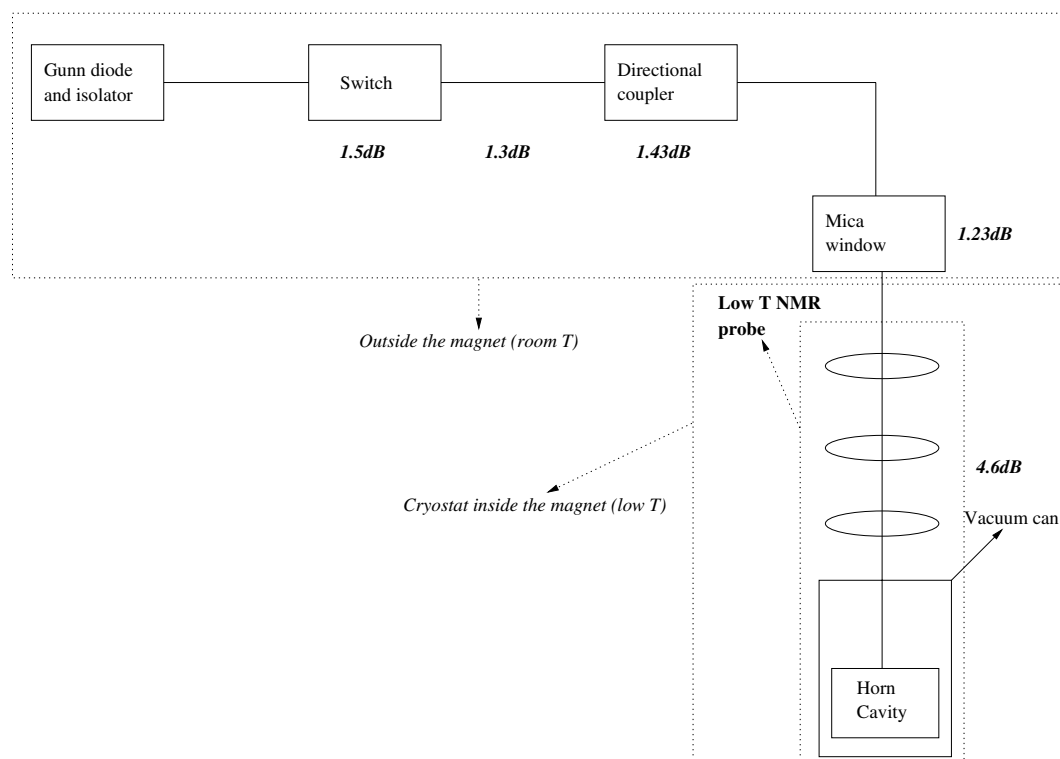 Gunn diode
and isolator
Switch
Directional
coupler
1.5dB
1.3dB
1.43dB
Mica
window
1.23dB
Low T NMR
probe
Outside the magnet (room T)
4.6dB
Cryostat inside the magnet (low T)
Vacuum can
Horn
Cavity